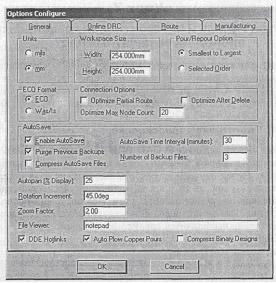 Options Configure
General Online DRC Route Manufacturing
Units Workspace Size Pour/Repour Option
mils Width: 254.000mm Smallest to Largest
mm Height: 254.000mm Selected Order
ECO Format Connection Options
ECO Optimize Partial Route Optimize After Delete
Was/Is Optimize Max Node Count: 20
AutoSave
Enable AutoSave AutoSave Time Interval (minutes): 30
Purge Previous Backups Number of Backup Files: 3
Compress AutoSave Files
Autopan (% Display): 25
Rotation Increment: 45.0deg
Zoom Factor: 2.00
File Viewer: notepad
DDE Hotlinks Auto Plow Copper Pours Compress Binary Designs
OK Cancel